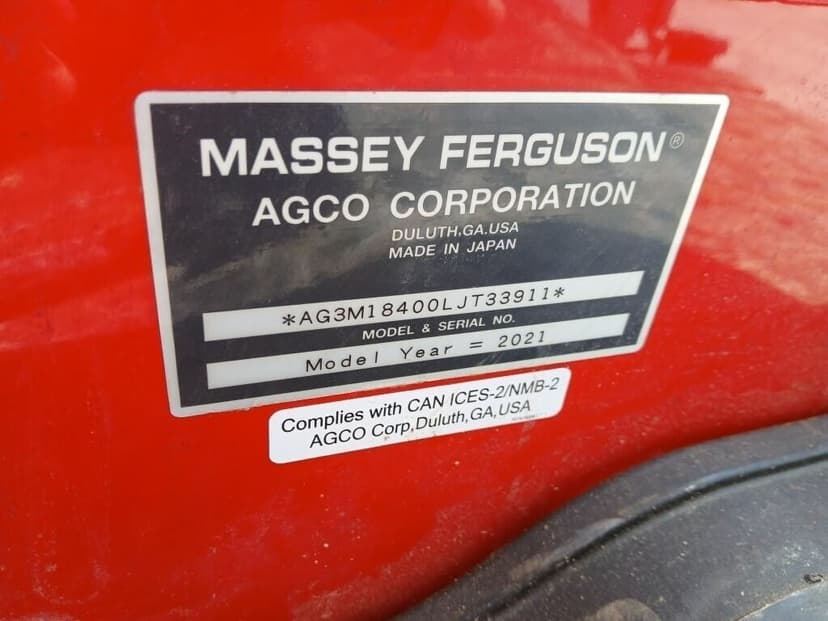 MASSEY FERGUSON®
AGCO CORPORATION
DULUTH,GA.USA
MADE IN JAPAN
*AG3M18400LJT33911*
MODEL & SERIAL NO.
Model Year = 2021
Complies with CAN ICES-2/NMB-2
AGCO Corp,Duluth,GA,USA